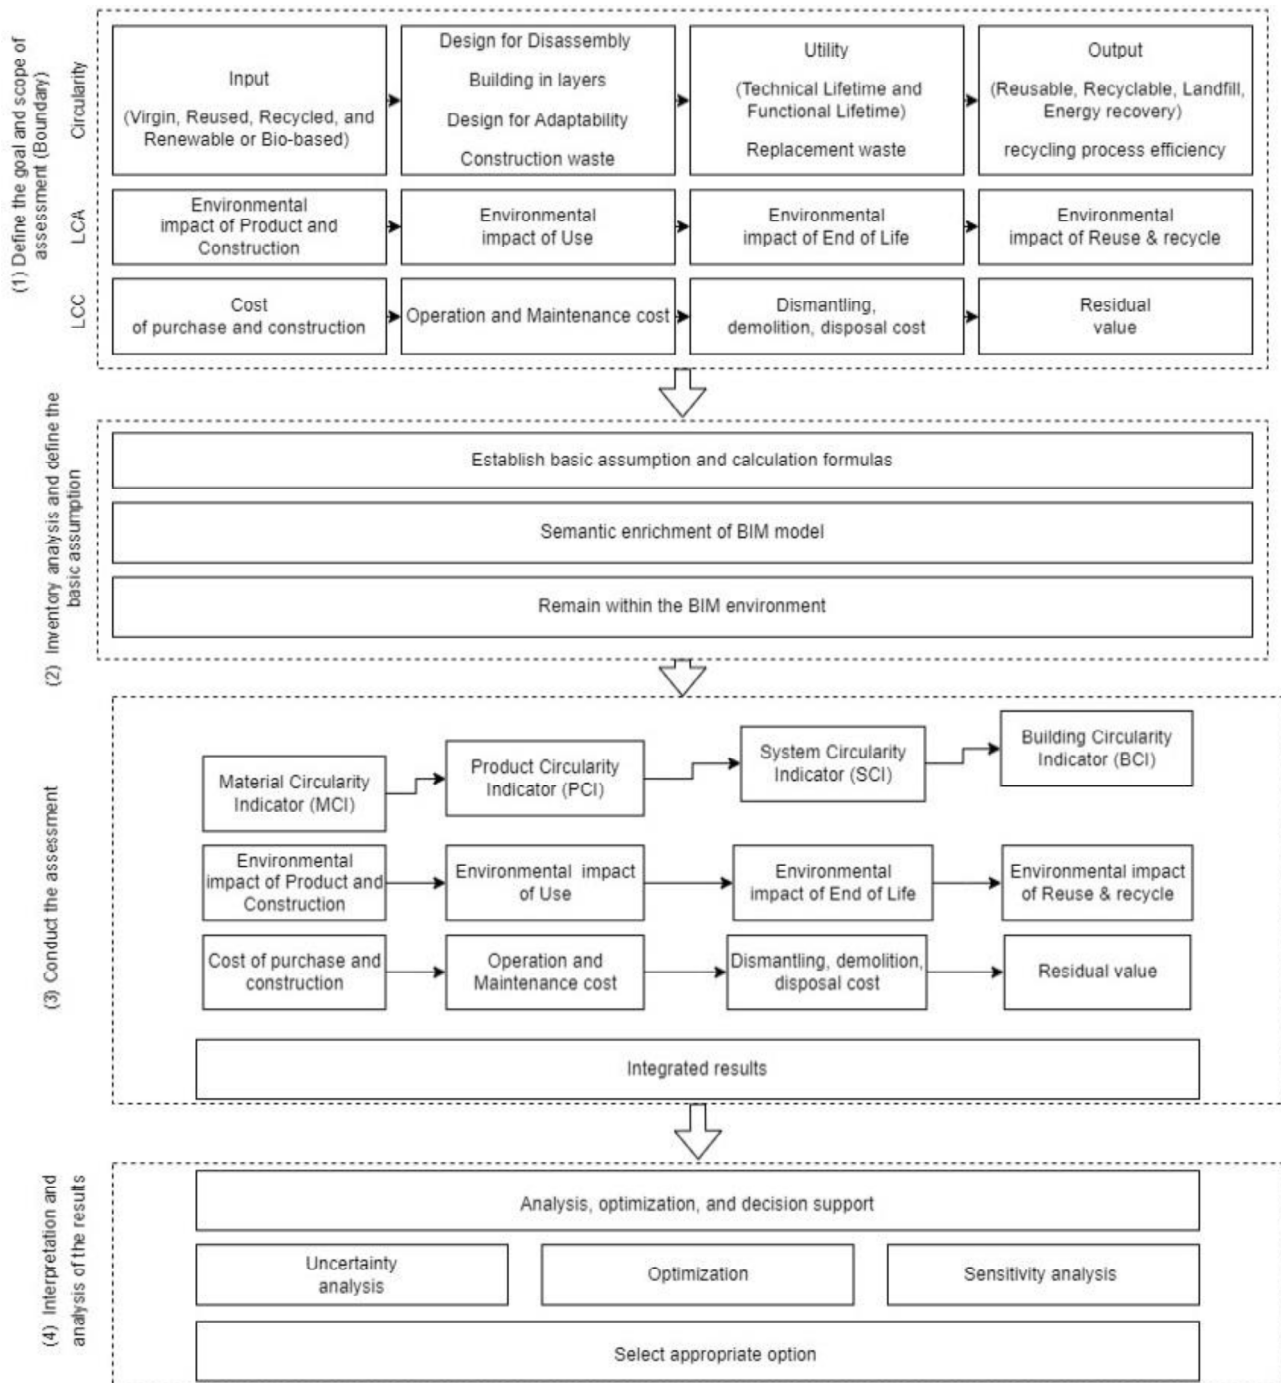 (1) Define the goal and scope of
assessment (Boundary)
Circularity
Input
(Virgin, Reused, Recycled, and
Renewable or Bio-based)
Design for Disassembly
Building in layers
Design for Adaptability
Construction waste
Utility
(Technical Lifetime and
Functional Lifetime)
Replacement waste
Output
(Reusable, Recyclable, Landfill,
Energy recovery)
recycling process efficiency
LCA
Environmental
impact of Product and
Construction
Environmental
impact of Use
Environmental
impact of End of Life
Environmental
impact of Reuse & recycle
LCC
Cost
of purchase and construction
Operation and Maintenance cost
Dismantling,
demolition, disposal cost
Residual
value
(2) Inventory analysis and define the
basic assumption
Establish basic assumption and calculation formulas
Semantic enrichment of BIM model
Remain within the BIM environment
(3) Conduct the assessment
Material Circularity
Indicator (MCI)
Product Circularity
Indicator (PCI)
System Circularity
Indicator (SCI)
Building Circularity
Indicator (BCI)
Environmental
impact of Product and
Construction
Environmental impact
of Use
Environmental
impact of End of Life
Environmental impact
of Reuse & recycle
Cost of purchase and
construction
Operation and
Maintenance cost
Dismantling, demolition,
disposal cost
Residual value
Integrated results
(4) Interpretation and
analysis of the results
Analysis, optimization, and decision support
Uncertainty
analysis
Optimization
Sensitivity analysis
Select appropriate option